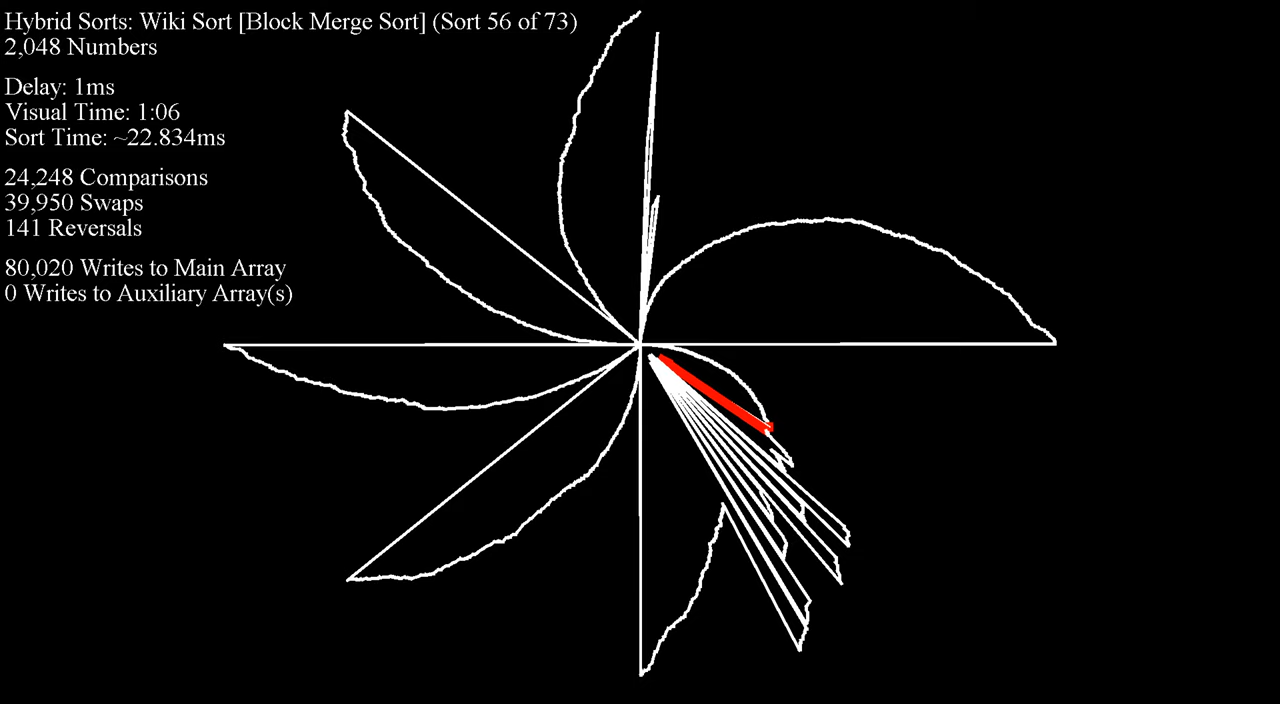 Hybrid Sorts: Wiki Sort [Block Merge Sort] (Sort 56 of 73)
2,048 Numbers
Delay: 1ms
Visual Time: 1:06
Sort Time: ~22.834ms
24,248 Comparisons
39,950 Swaps
141 Reversals
80,020 Writes to Main Array
0 Writes to Auxiliary Array(s)